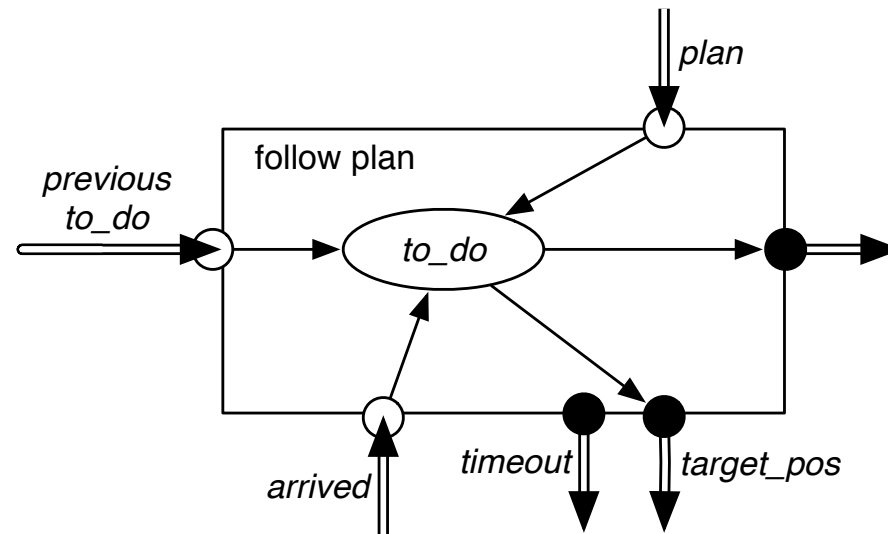 plan
follow plan
previous
to_do
to_do
timeout
target_pos
arrived